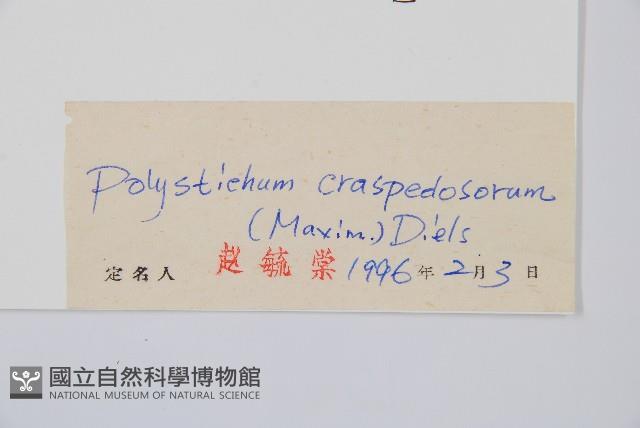 Polystichum craspedosorum
(Maxim.) Diels
定名人 赵毓棠 1996年2月3日
國立自然科學博物館
NATIONAL MUSEUM OF NATURAL SCIENCE